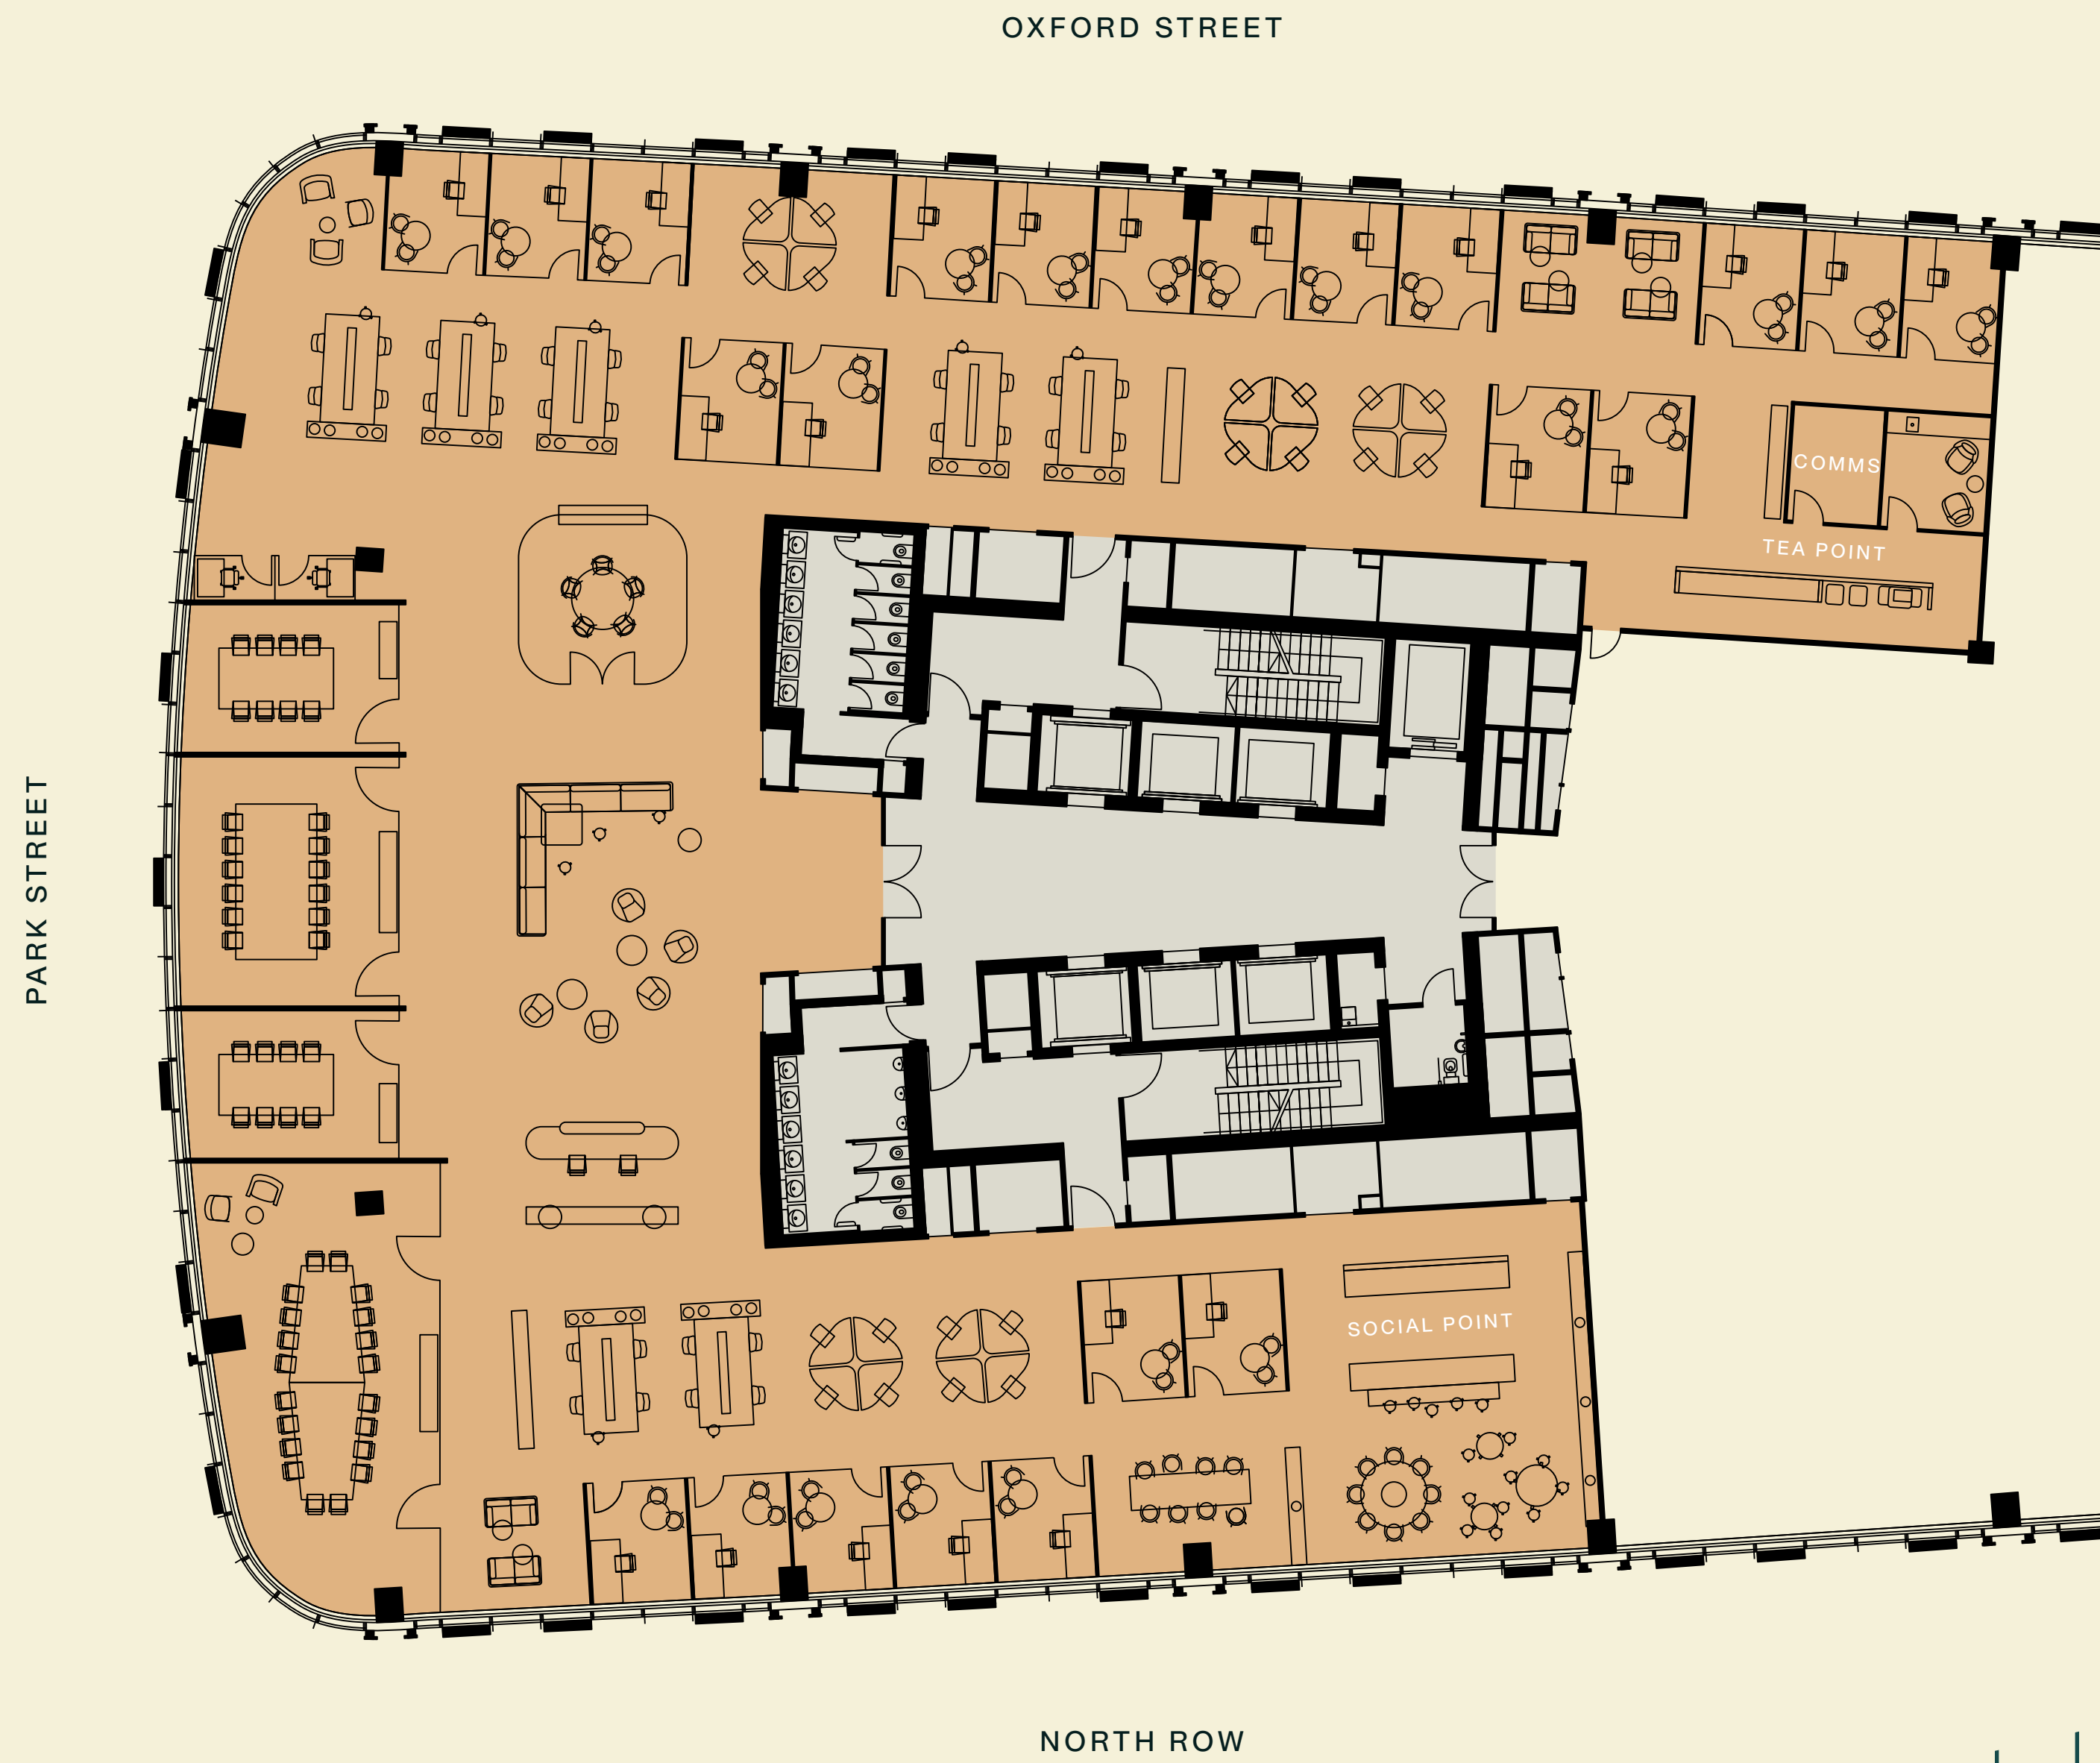 OXFORD STREET
COMMS
TEA POINT
PARK STREET
SOCIAL POINT
NORTH ROW